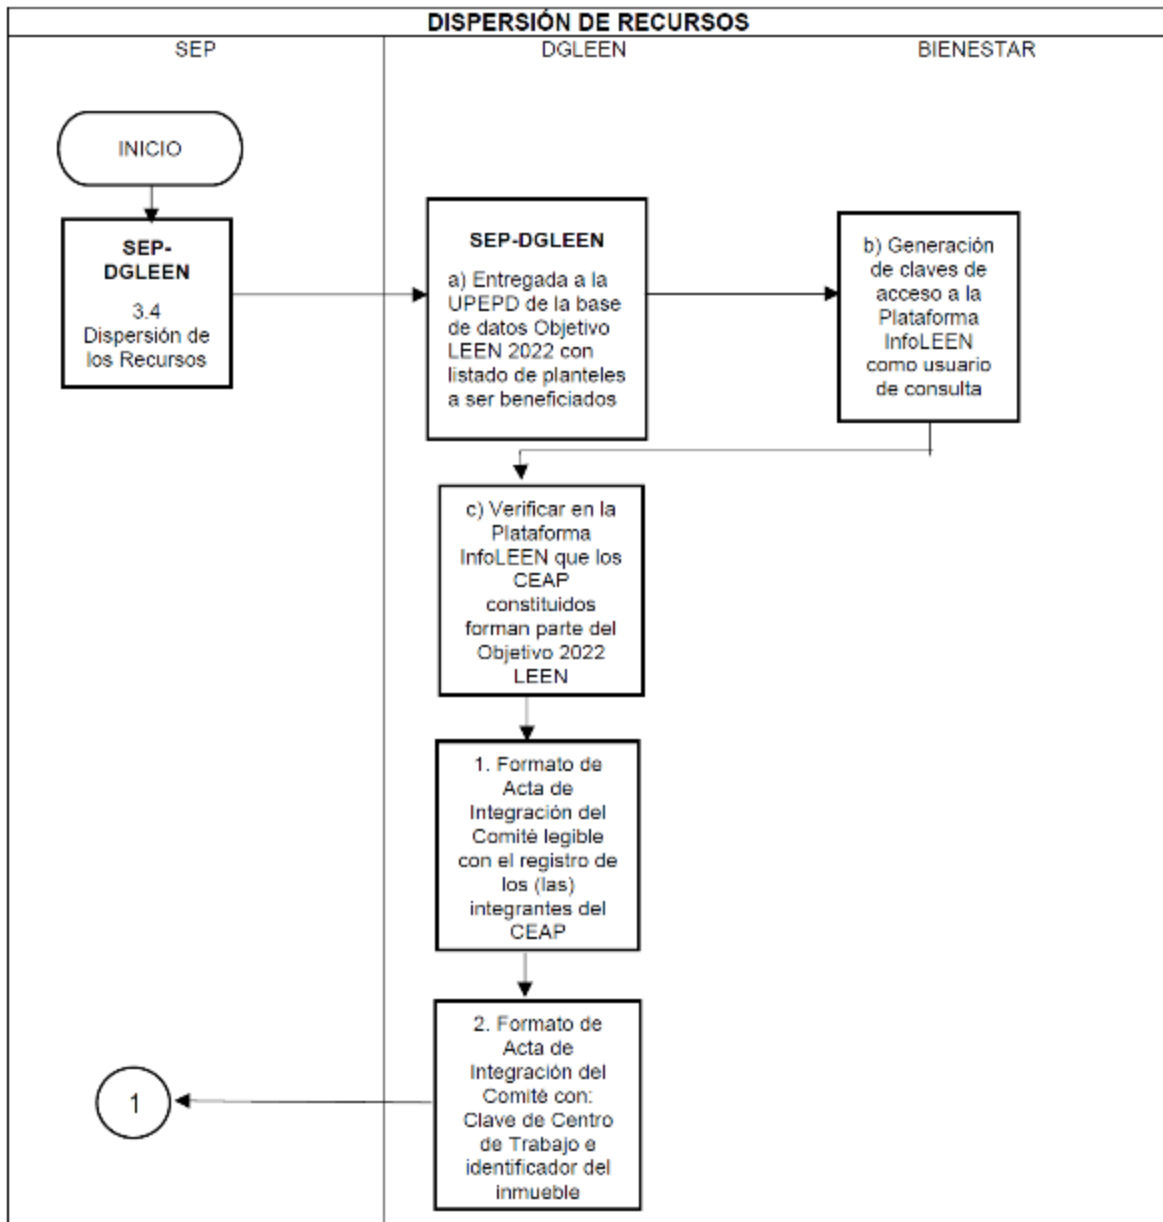 DISPERSIÓN DE RECURSOS
SEP
DGLEEN
BIENESTAR
INICIO
SEP-
DGLEEN
3.4
Dispersión de
los Recursos
SEP-DGLEEN
a) Entregada a la
UPEPD de la base
de datos Objetivo
LEEN 2022 con
listado de planteles
a ser beneficiados
b) Generación
de claves de
acceso a la
Plataforma
InfoLEEN
como usuario
de consulta
c) Verificar en la
Plataforma
InfoLEEN que los
CEAP
constituidos
forman parte del
Objetivo 2022
LEEN
1. Formato de
Acta de
Integración del
Comité legible
con el registro de
los (las)
integrantes del
CEAP
2. Formato de
Acta de
Integración del
Comité con:
Clave de Centro
de Trabajo e
identificador del
inmueble
1